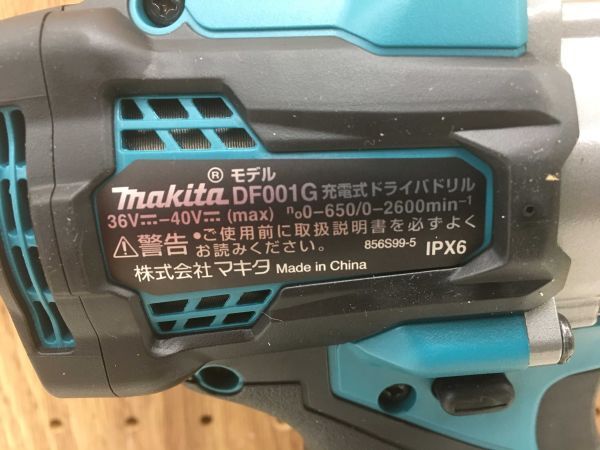 モデル
makita® DF001G 充電式ドライバドリル
36V⎓-40V⎓(max) n₀0-650/0-2600min⁻¹
⚠警告 ●ご使用前に取扱説明書を必ずよく
お読みください。 856S99-5 IPX6
株式会社マキタ Made in China